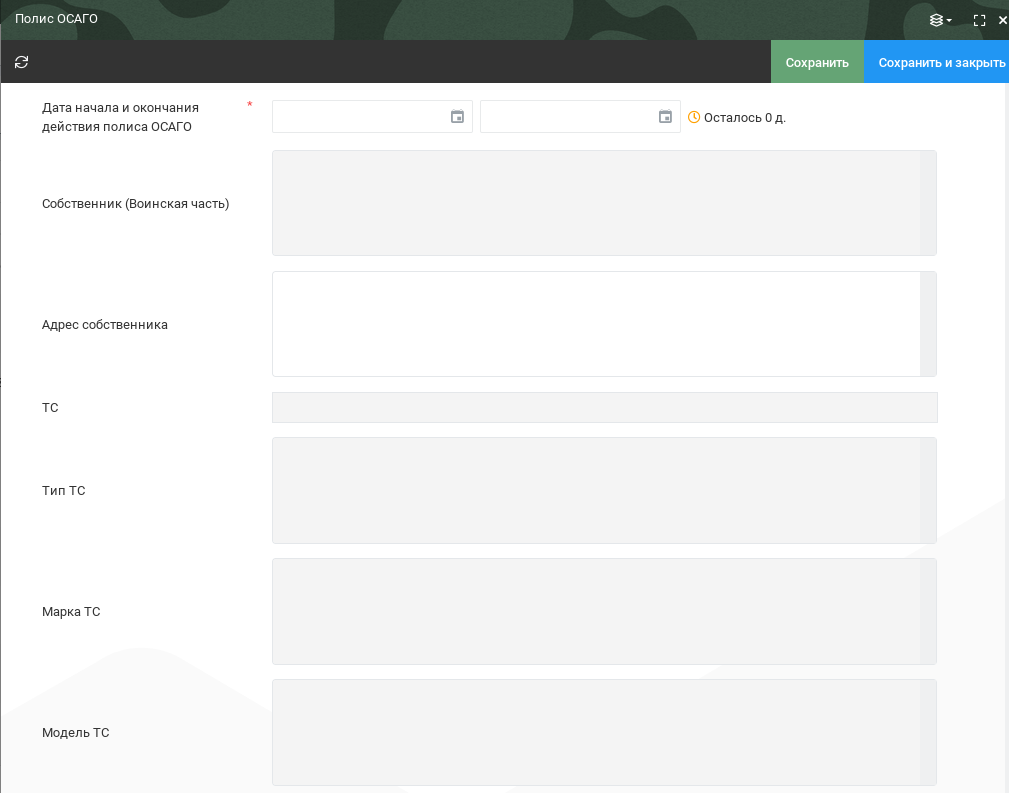 Полис ОСАГО
Сохранить
Сохранить и закрыть
Дата начала и окончания
действия полиса ОСАГО
*
Осталось 0 д.
Собственник (Воинская часть)
Адрес собственника
ТС
Тип ТС
Марка ТС
Модель ТС